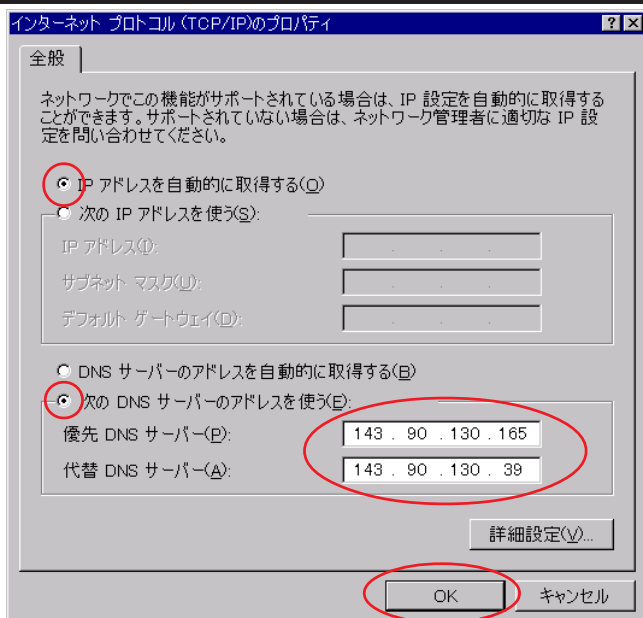 インターネット プロトコル (TCP/IP)のプロパティ
全般
ネットワークでこの機能がサポートされている場合は、IP 設定を自動的に取得する
ことができます。サポートされていない場合は、ネットワーク管理者に適切な IP 設
定を問い合わせてください。
IP アドレスを自動的に取得する(O)
次の IP アドレスを使う(S):
IP アドレス(I):
サブネット マスク(U):
デフォルト ゲートウェイ(D):
DNS サーバーのアドレスを自動的に取得する(B)
次の DNS サーバーのアドレスを使う(E):
優先 DNS サーバー(P): 143 . 90 . 130 . 165
代替 DNS サーバー(A): 143 . 90 . 130 . 39
詳細設定(V)...
OK キャンセル